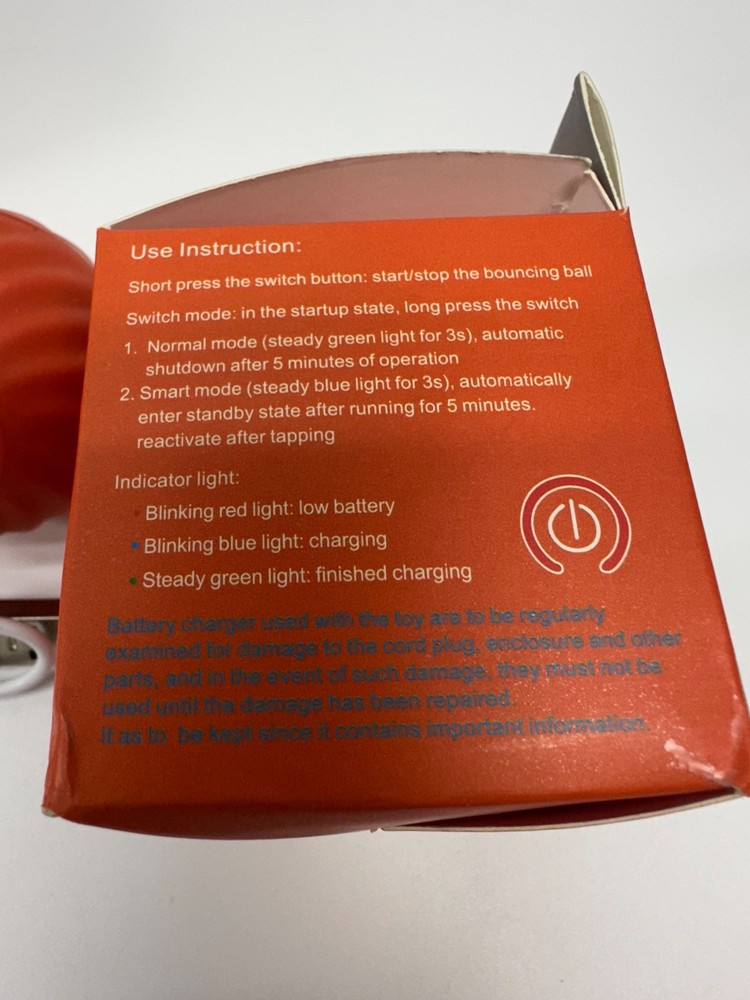 Use Instruction:
Short press the switch button: start/stop the bouncing ball
Switch mode: in the startup state, long press the switch
1. Normal mode (steady green light for 3s), automatic
shutdown after 5 minutes of operation
2. Smart mode (steady blue light for 3s), automatically
enter standby state after running for 5 minutes.
reactivate after tapping
Indicator light:
Blinking red light: low battery
Blinking blue light: charging
Steady green light: finished charging
Battery charger used with the toy are to be regularly
examined for damage to the cord plug, enclosure and other
parts, and in the event of such damage, they must not be
used until the damage has been repaired.
It as to be kept since it contains important information.